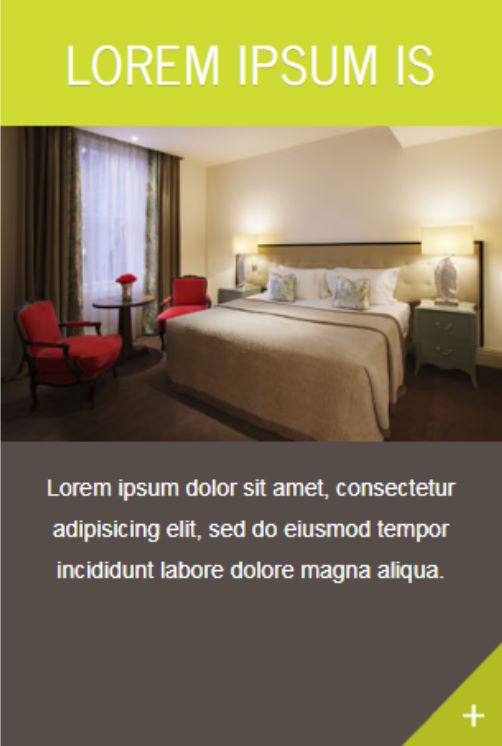 LOREM IPSUM IS
Lorem ipsum dolor sit amet, consectetur
adipisicing elit, sed do eiusmod tempor
incididunt labore dolore magna aliqua.
+